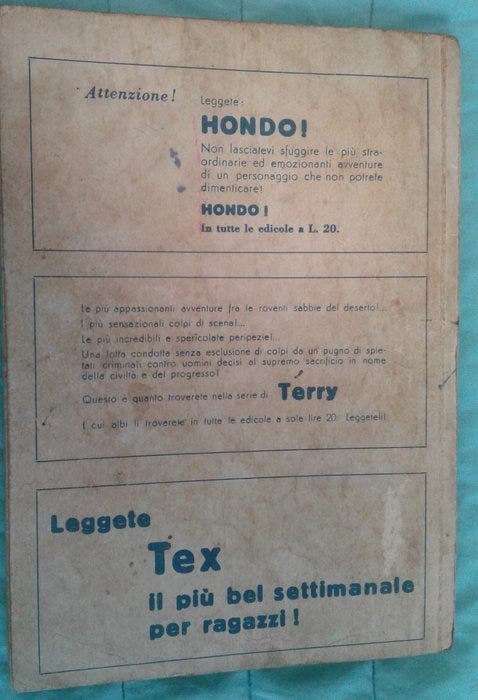 Attenzione!
Leggete:
HONDO!
Non lasciatevi sfuggire le più stra-
ordinarie ed emozionanti avventure
di un personaggio che non potrete
dimenticare!
HONDO!
In tutte le edicole a L. 20.
Le più appassionanti avventure fra le roventi sabbie del deserto!...
I più sensazionali colpi di scena!...
Le più incredibili e spericolate peripezie!...
Una lotta condotta senza esclusione di colpi da un pugno di spie-
tati criminali contro uomini decisi al supremo sacrificio in nome
della civiltà e del progresso!
Questo è quanto troverete nella serie di Terry
I cui albi li troverete in tutte le edicole a sole lire 20. Leggeteli!
Leggete
Tex
il più bel settimanale
per ragazzi!